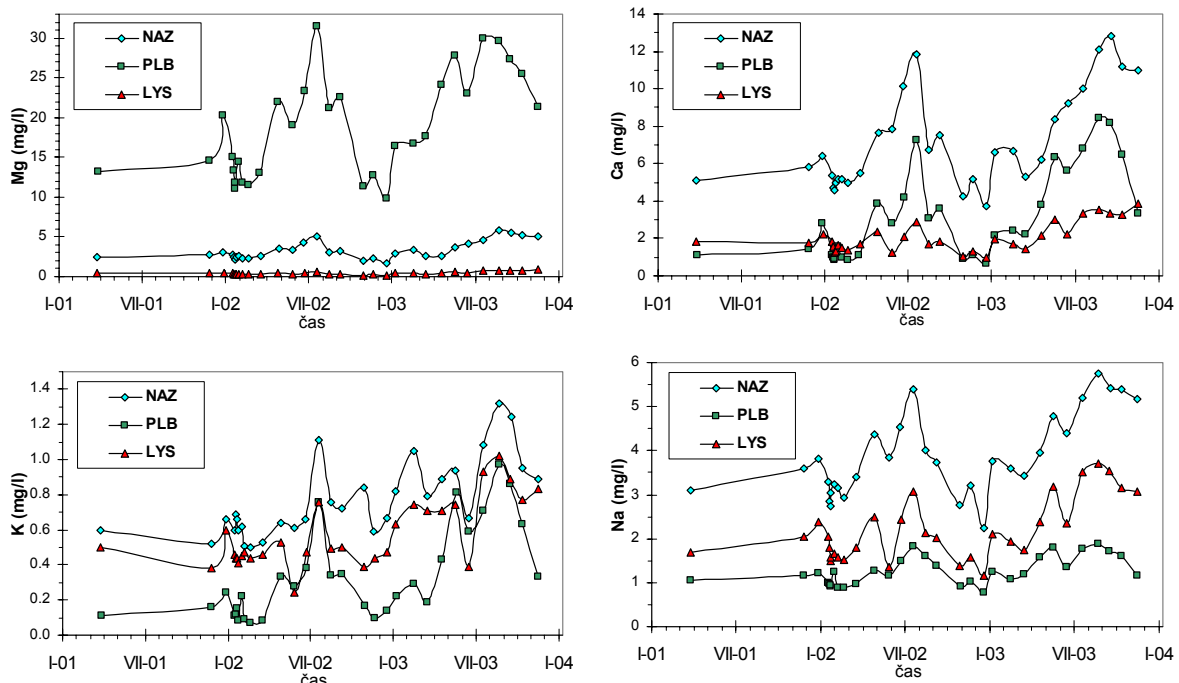 Mg (mg/l)
30
25
20
15
10
5
0
NAZ
PLB
LYS
I-01 VII-01 I-02 VII-02 I-03 VII-03 I-04
čas
Ca (mg/l)
14
12
10
8
6
4
2
0
NAZ
PLB
LYS
I-01 VII-01 I-02 VII-02 I-03 VII-03 I-04
čas
K (mg/l)
1.4
1.2
1.0
0.8
0.6
0.4
0.2
0.0
NAZ
PLB
LYS
I-01 VII-01 I-02 VII-02 I-03 VII-03 I-04
čas
Na (mg/l)
6
5
4
3
2
1
0
NAZ
PLB
LYS
I-01 VII-01 I-02 VII-02 I-03 VII-03 I-04
čas